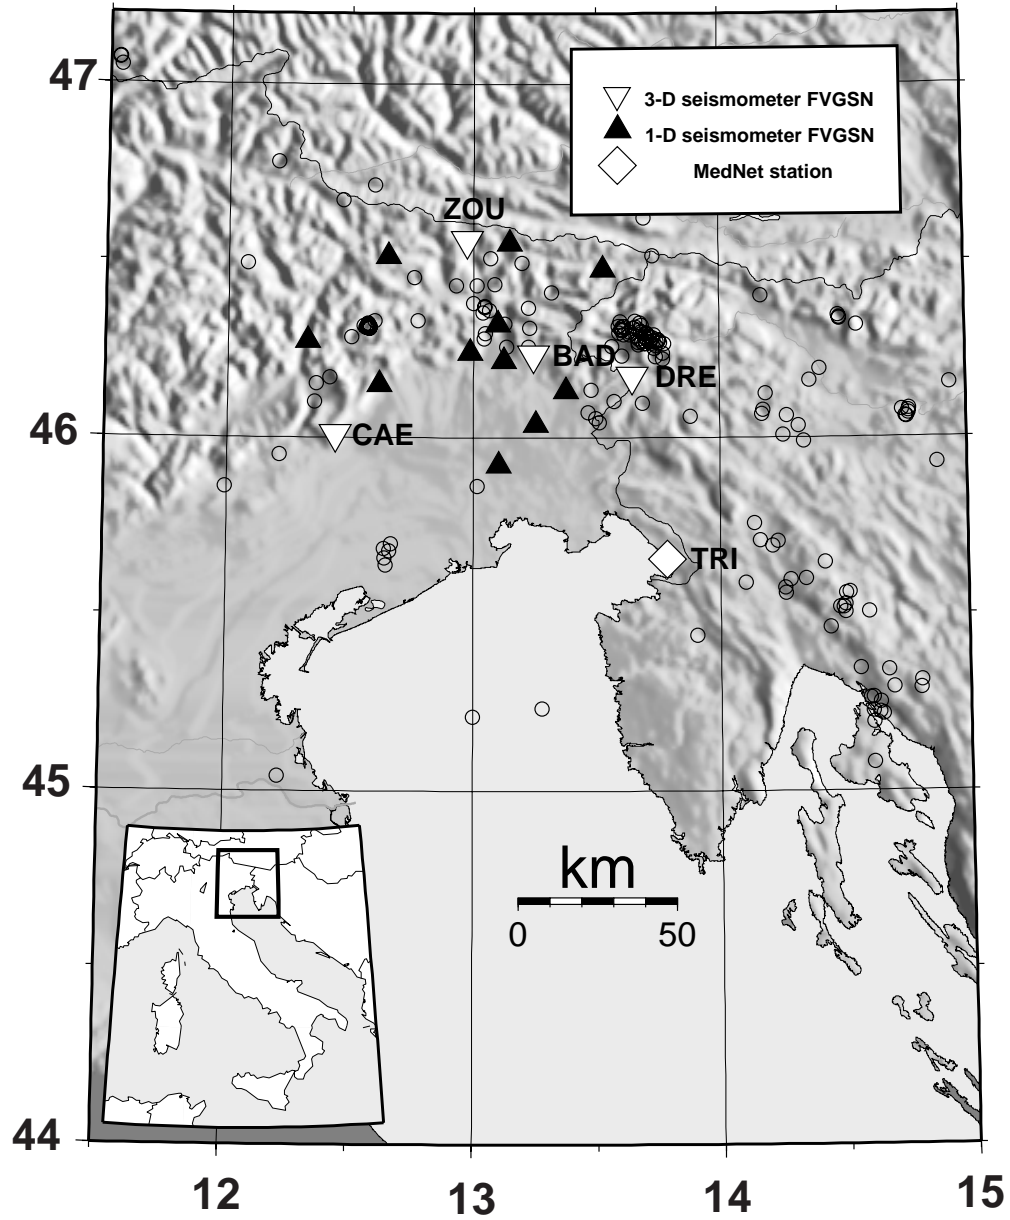 47
3-D seismometer FVGSN
1-D seismometer FVGSN
MedNet station
ZOU
BAD
DRE
46
CAE
TRI
45
km
0 50
44
12 13 14 15